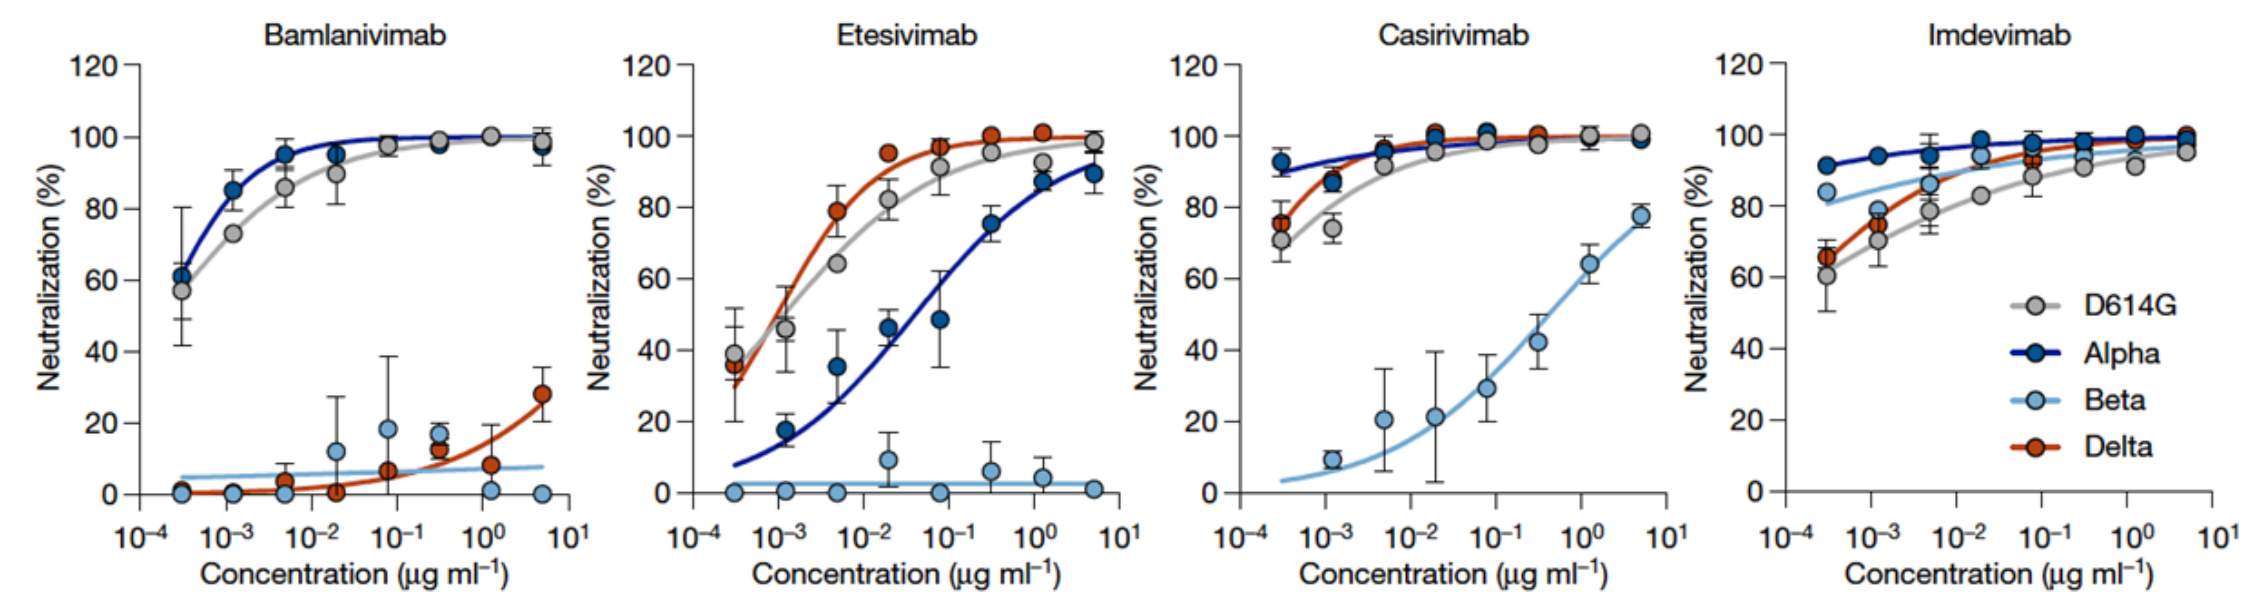 Bamlanivimab
Neutralization (%)
120
100
80
60
40
20
0
10⁻⁴ 10⁻³ 10⁻² 10⁻¹ 10⁰ 10¹
Concentration (μg ml⁻¹)
Etesivimab
Neutralization (%)
120
100
80
60
40
20
0
10⁻⁴ 10⁻³ 10⁻² 10⁻¹ 10⁰ 10¹
Concentration (μg ml⁻¹)
Casirivimab
Neutralization (%)
120
100
80
60
40
20
0
10⁻⁴ 10⁻³ 10⁻² 10⁻¹ 10⁰ 10¹
Concentration (μg ml⁻¹)
Imdevimab
Neutralization (%)
120
100
80
60
40
20
0
10⁻⁴ 10⁻³ 10⁻² 10⁻¹ 10⁰ 10¹
Concentration (μg ml⁻¹)
D614G
Alpha
Beta
Delta